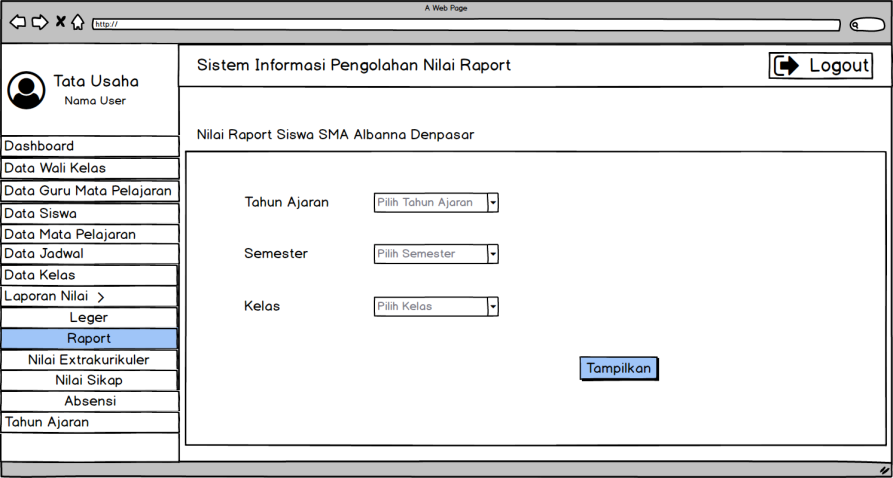 A Web Page
http://
Tata Usaha
Nama User
Sistem Informasi Pengolahan Nilai Raport
Logout
Nilai Raport Siswa SMA Albanna Denpasar
Dashboard
Data Wali Kelas
Data Guru Mata Pelajaran
Data Siswa
Data Mata Pelajaran
Data Jadwal
Data Kelas
Laporan Nilai >
Leger
Raport
Nilai Extrakurikuler
Nilai Sikap
Absensi
Tahun Ajaran
Tahun Ajaran Pilih Tahun Ajaran
Semester Pilih Semester
Kelas Pilih Kelas
Tampilkan